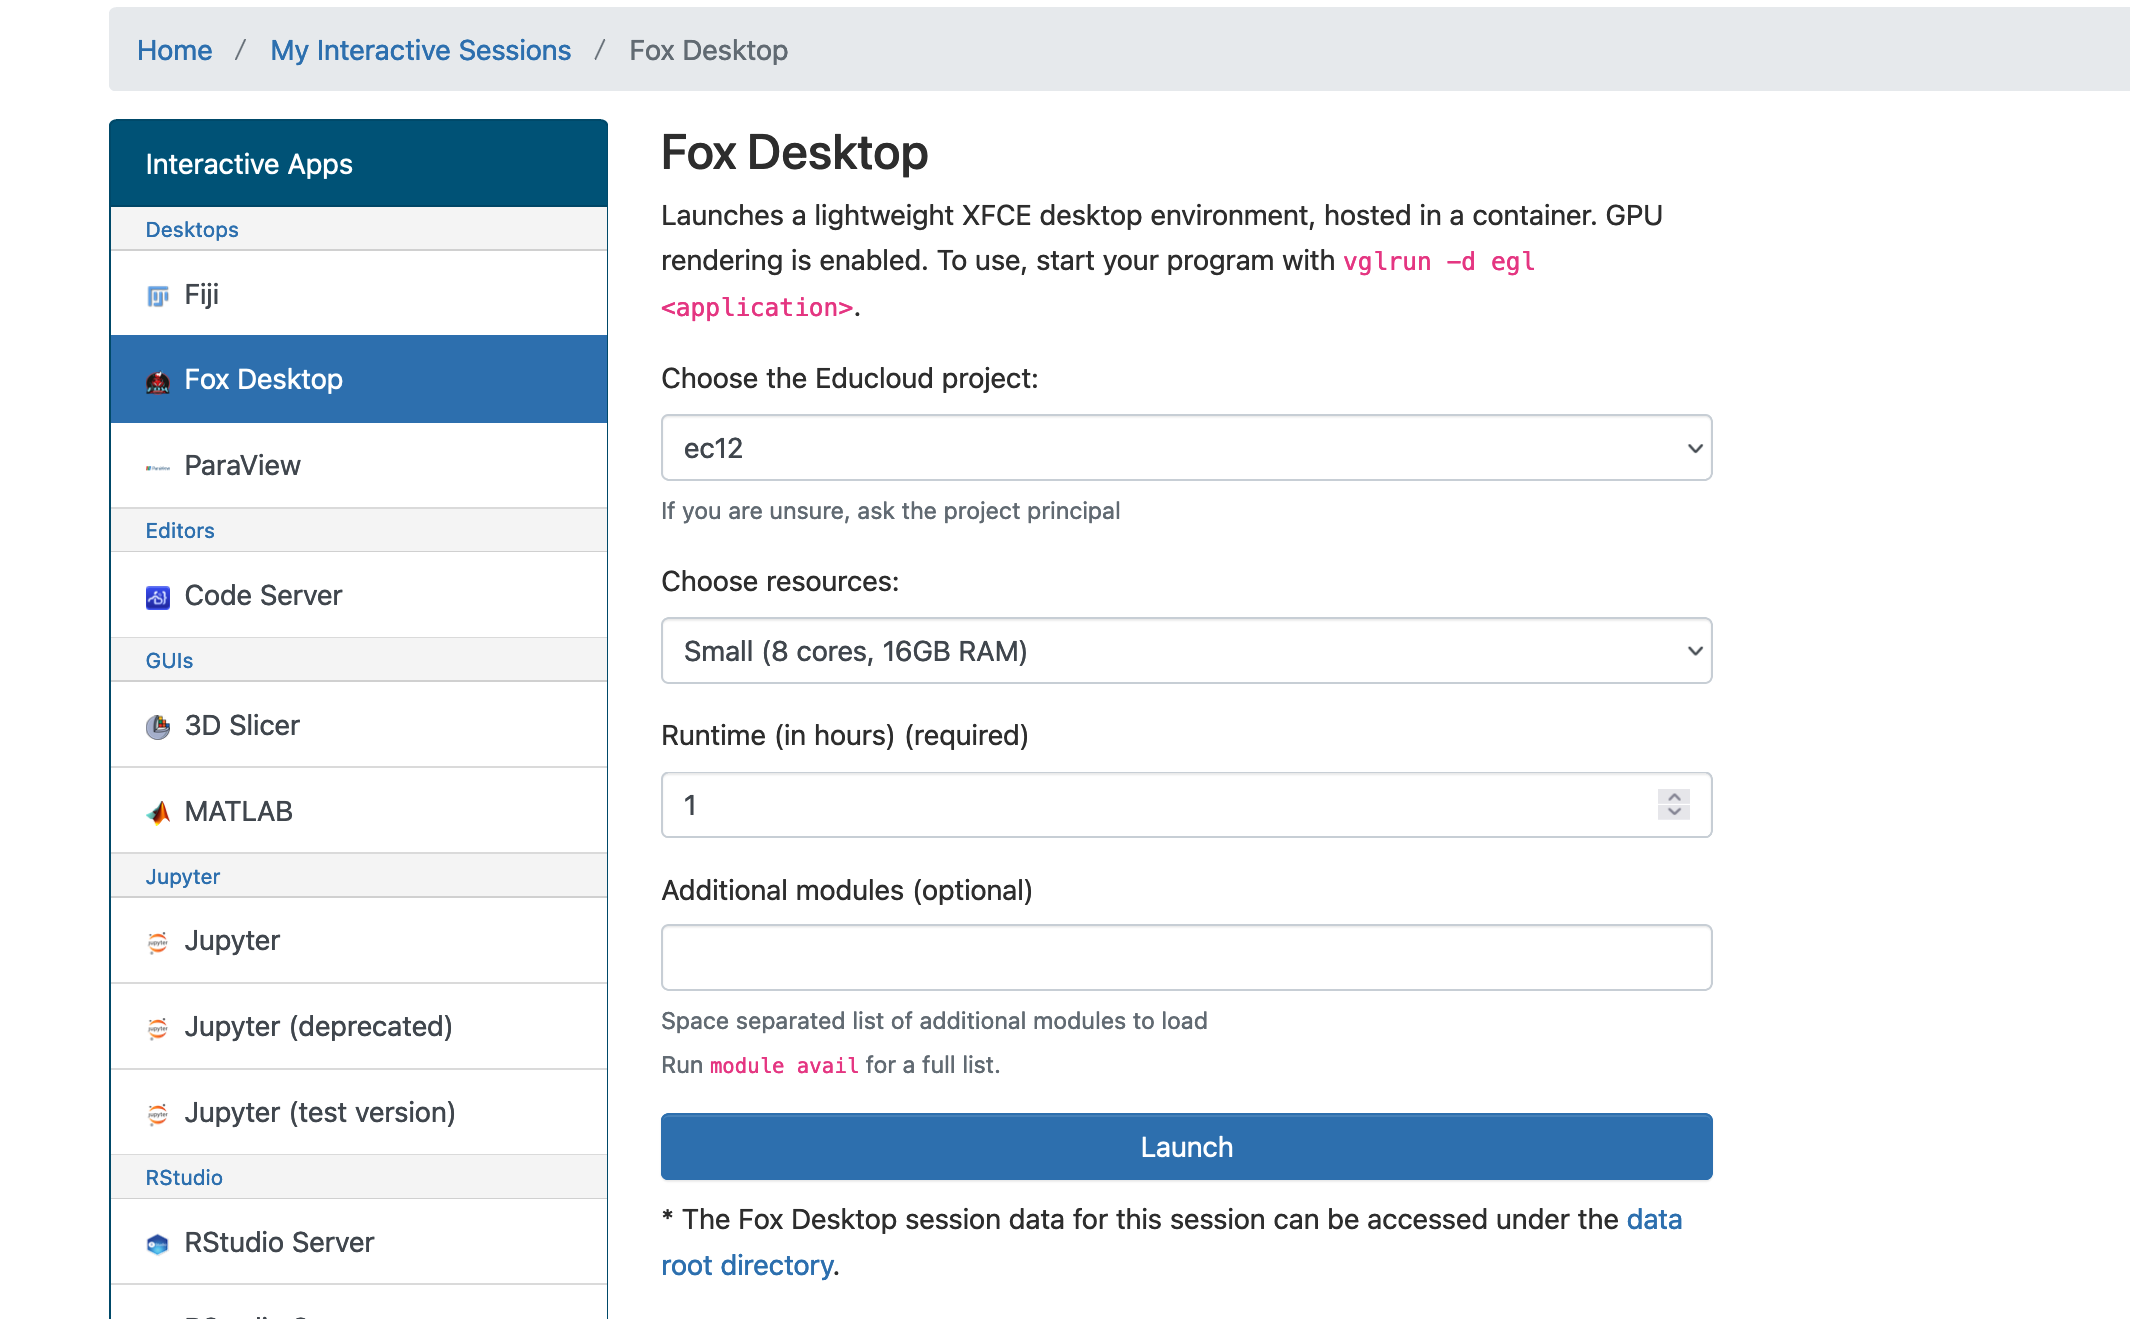 Home / My Interactive Sessions / Fox Desktop
Interactive Apps
Desktops
Fiji
Fox Desktop
ParaView
Editors
Code Server
GUIs
3D Slicer
MATLAB
Jupyter
Jupyter
Jupyter (deprecated)
Jupyter (test version)
RStudio
RStudio Server
Fox Desktop
Launches a lightweight XFCE desktop environment, hosted in a container. GPU
rendering is enabled. To use, start your program with vglrun -d egl
<application>.
Choose the Educloud project:
ec12
If you are unsure, ask the project principal
Choose resources:
Small (8 cores, 16GB RAM)
Runtime (in hours) (required)
1
Additional modules (optional)
Space separated list of additional modules to load
Run module avail for a full list.
Launch
* The Fox Desktop session data for this session can be accessed under the data
root directory.